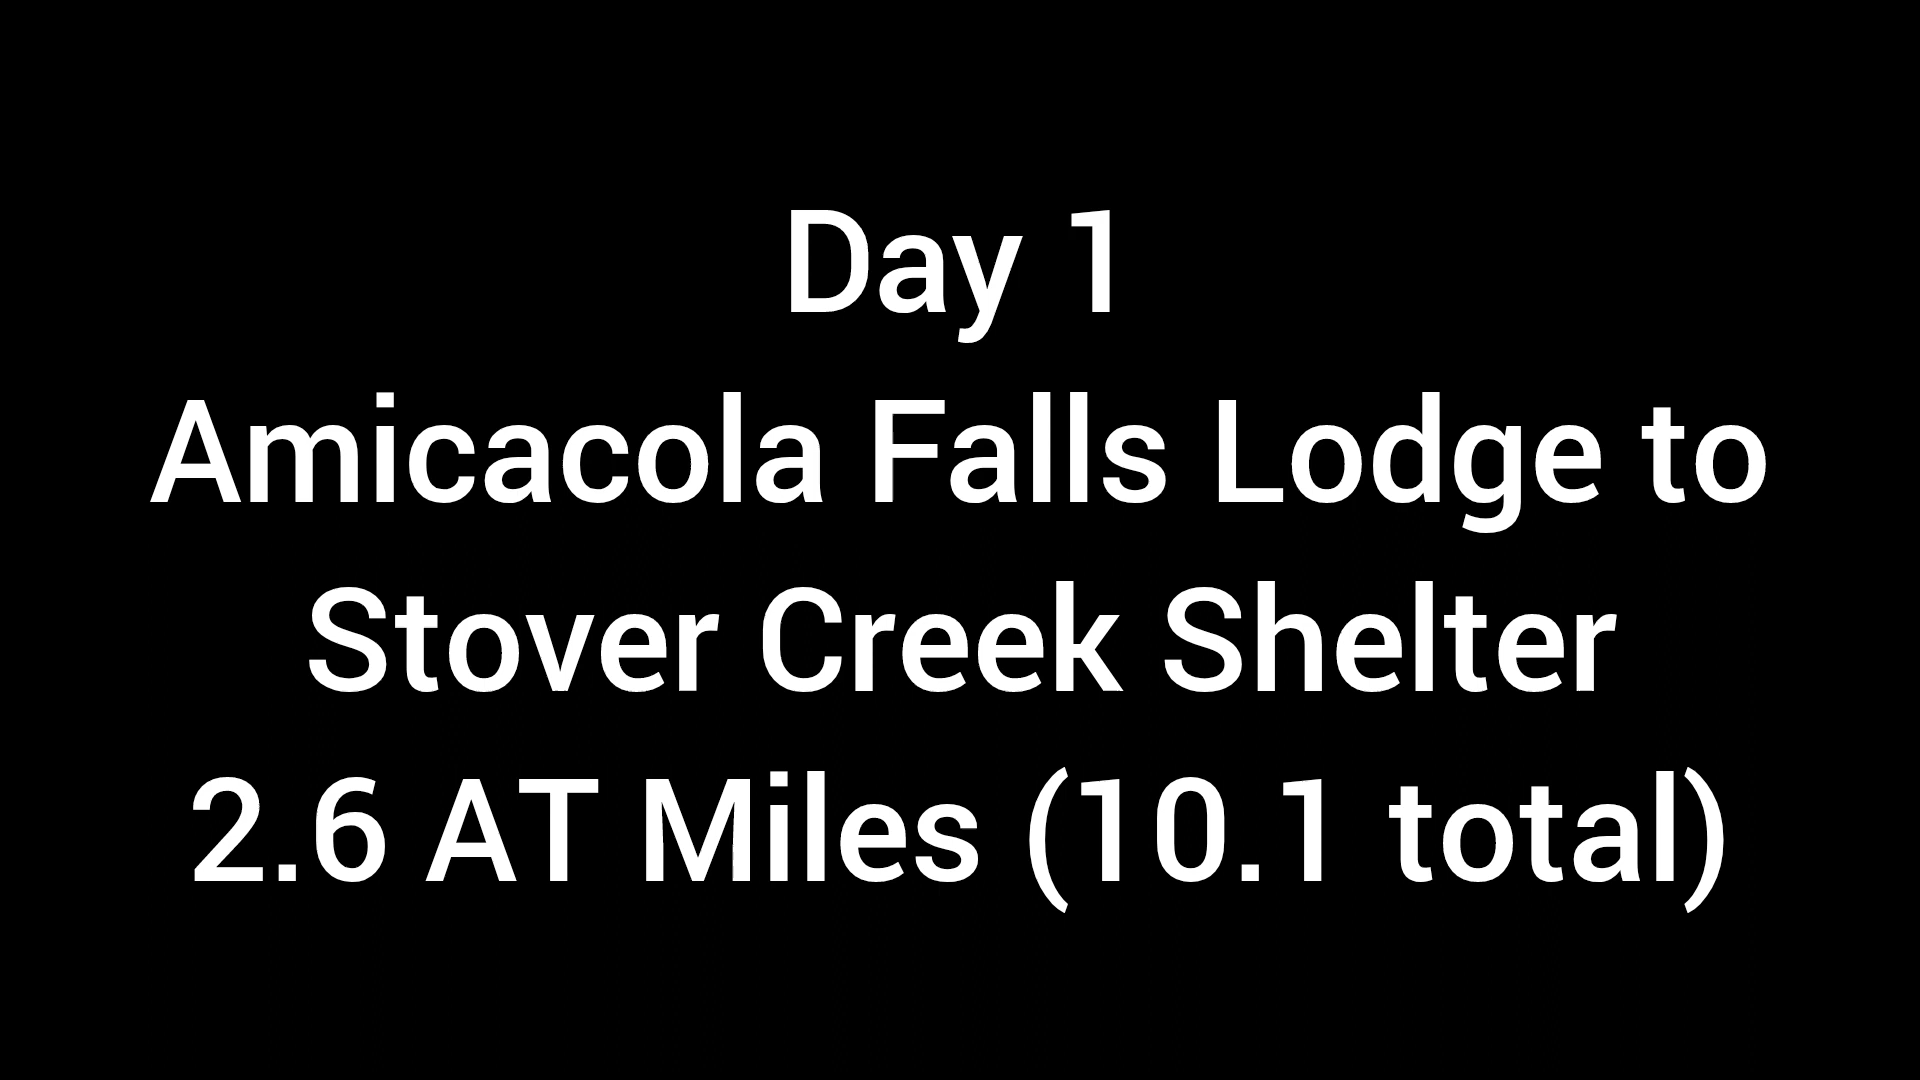 Day 1
Amicacola Falls Lodge to
Stover Creek Shelter
2.6 AT Miles (10.1 total)